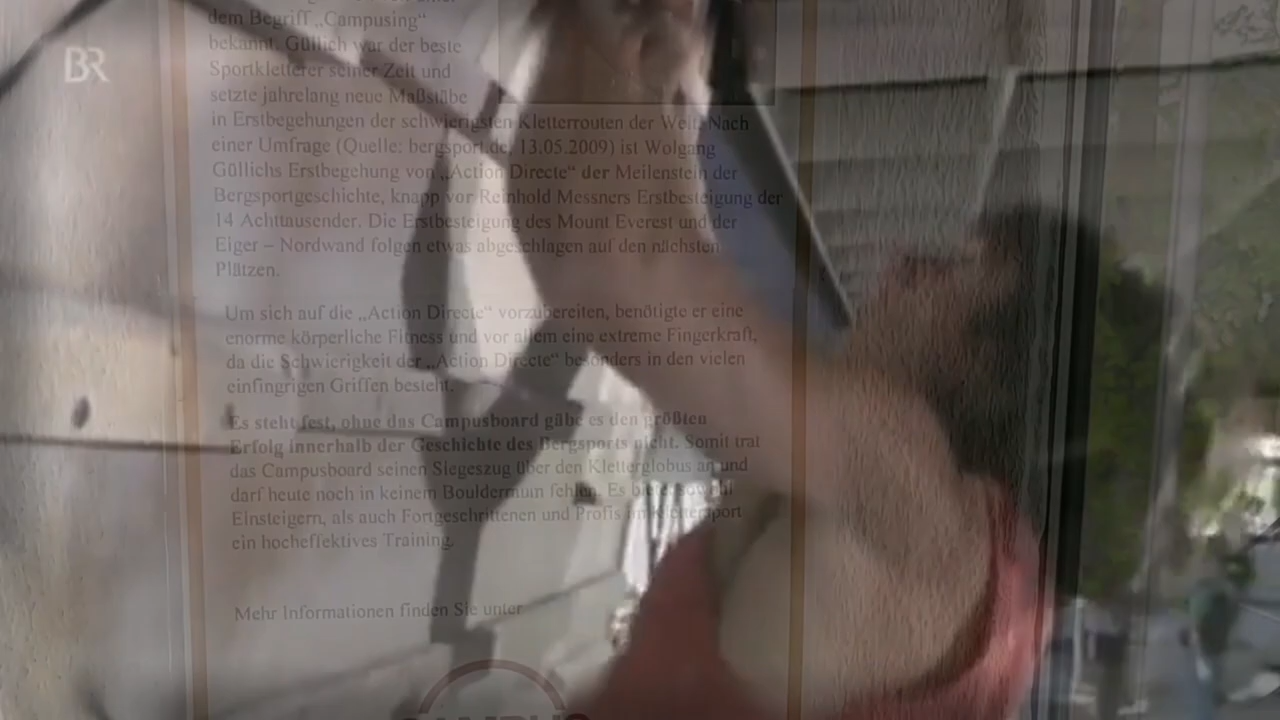 BR
dem Begriff „Campusing“
bekannt. Güllich war der beste
Sportkletterer seiner Zeit und
setzte jahrelang neue Maßstäbe
in Erstbegehungen der schwierigsten Kletterrouten der Welt. Nach
einer Umfrage (Quelle: bergsport.de, 13.05.2009) ist Wolgang
Güllichs Erstbegehung von „Action Directe“ der Meilenstein der
Bergsportgeschichte, knapp vor Reinhold Messners Erstbesteigung der
14 Achttausender. Die Erstbesteigung des Mount Everest und der
Eiger – Nordwand folgen etwas abgeschlagen auf den nächsten
Plätzen.
Um sich auf die „Action Directe“ vorzubereiten, benötigte er eine
enorme körperliche Fitness und vor allem eine extreme Fingerkraft,
da die Schwierigkeit der „Action Directe“ besonders in den vielen
einfingrigen Griffen besteht.
Es steht fest, ohne das Campusboard gäbe es den größten
Erfolg innerhalb der Geschichte des Bergsports nicht. Somit trat
das Campusboard seinen Siegeszug über den Kletterglobus an und
darf heute noch in keinem Boulderraum fehlen. Es bietet sowohl
Einsteigern, als auch Fortgeschrittenen und Profis im Klettersport
ein hocheffektives Training.
Mehr Informationen finden Sie unter
CAMPUS